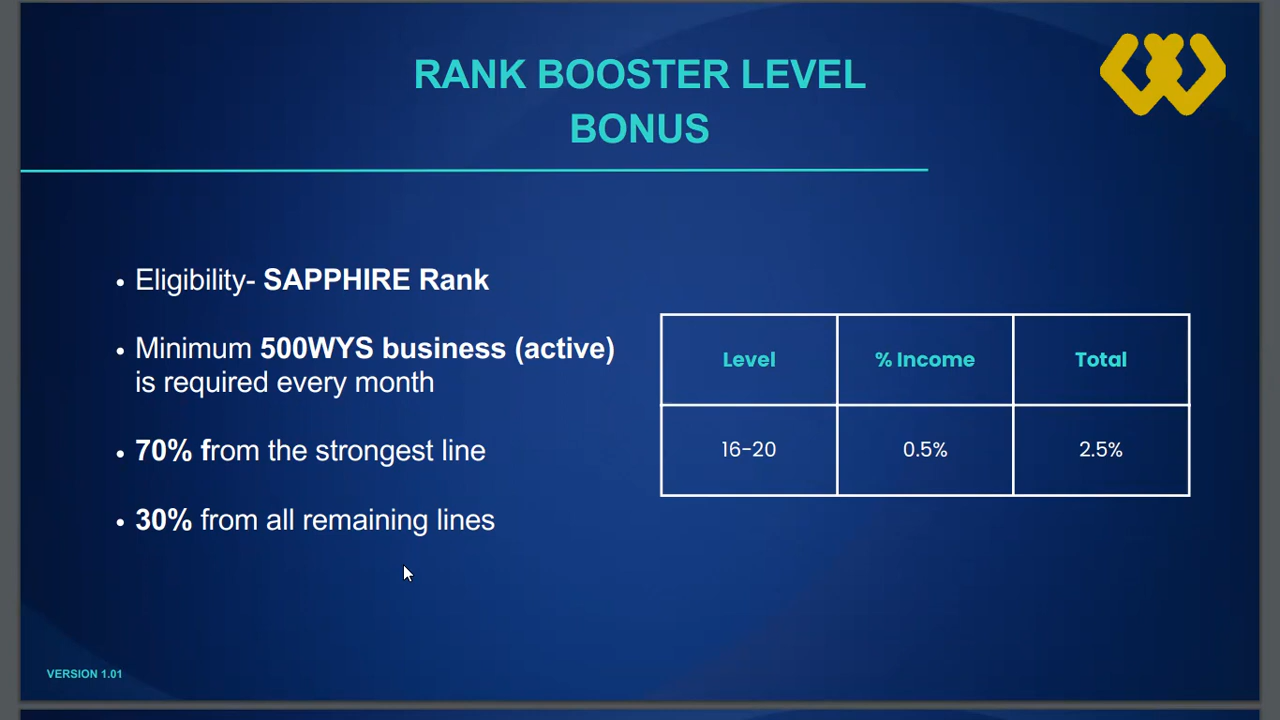 RANK BOOSTER LEVEL
BONUS
• Eligibility- SAPPHIRE Rank
• Minimum 500WYS business (active)
is required every month
• 70% from the strongest line
• 30% from all remaining lines
Level % Income Total
16-20 0.5% 2.5%
VERSION 1.01